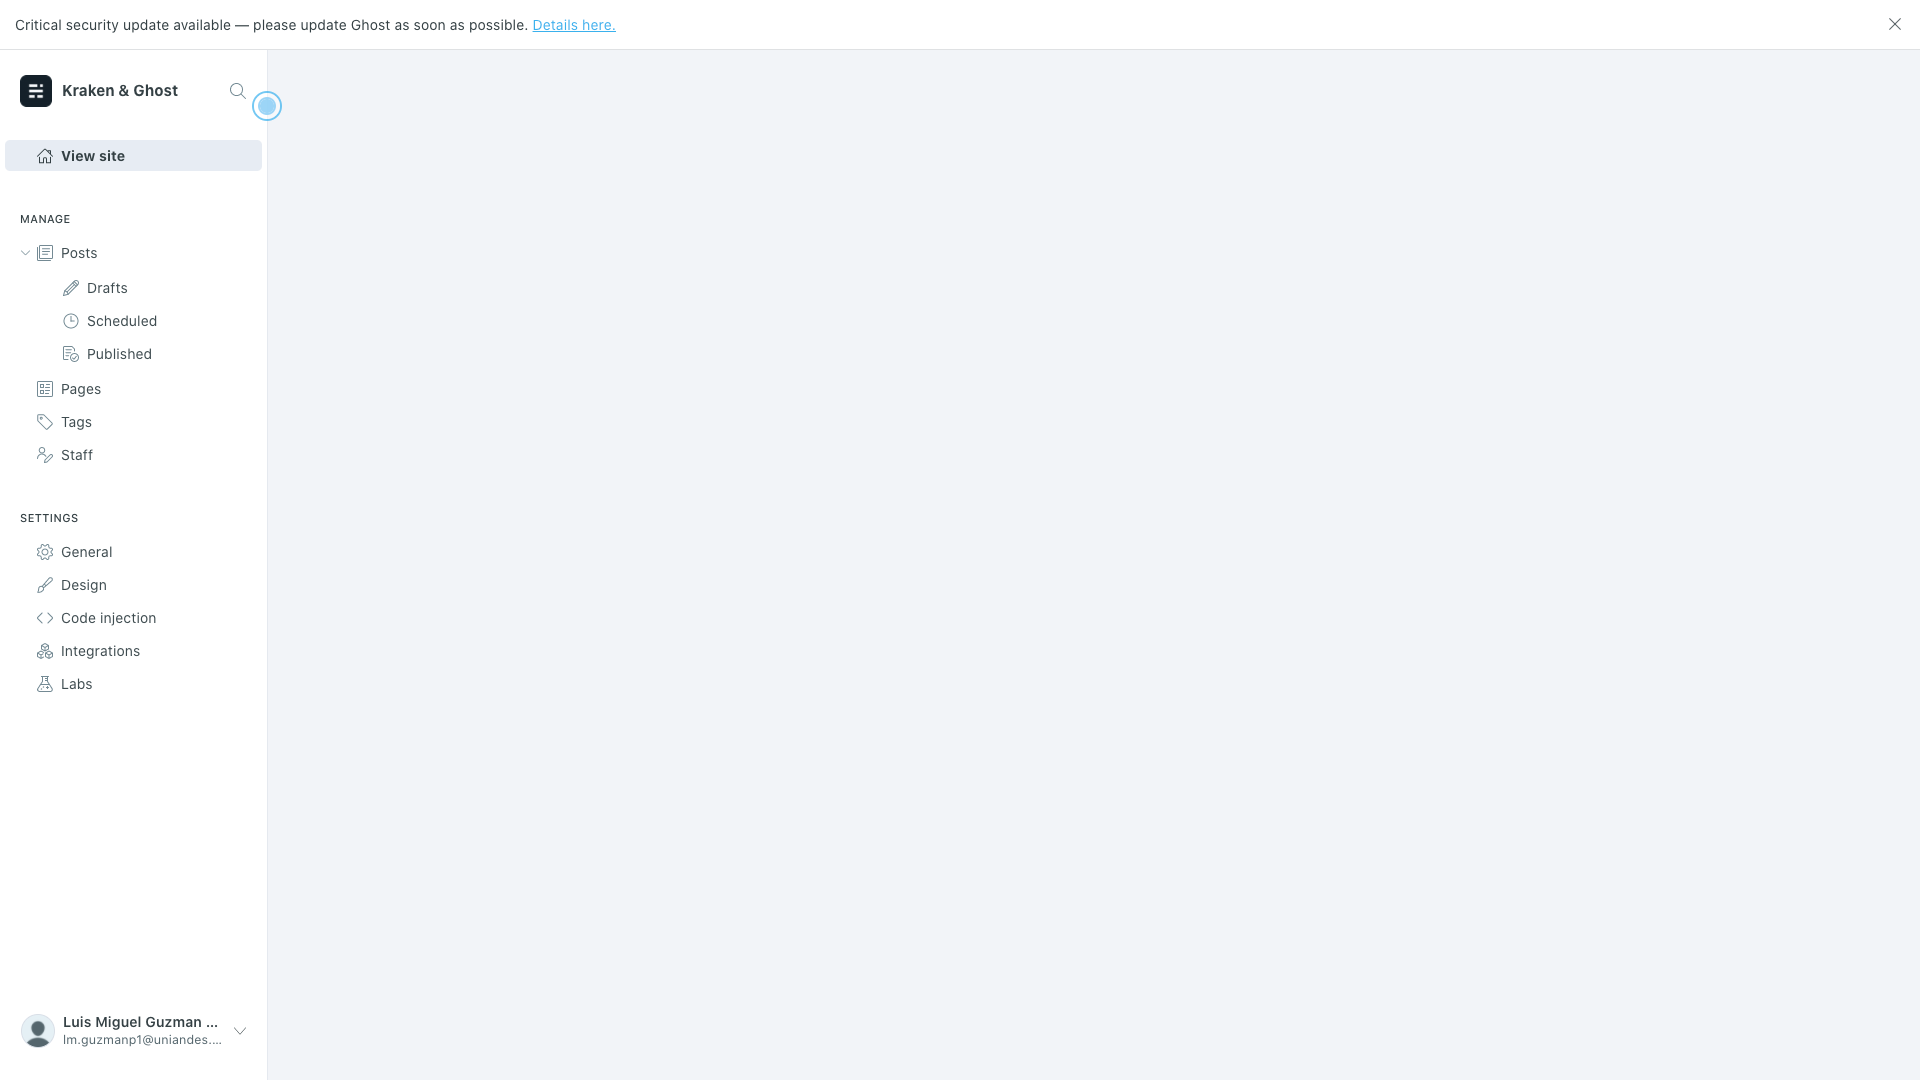 Critical security update available — please update Ghost as soon as possible. Details here.
Kraken & Ghost
View site
MANAGE
Posts
Drafts
Scheduled
Published
Pages
Tags
Staff
SETTINGS
General
Design
Code injection
Integrations
Labs
Luis Miguel Guzman ...
lm.guzmanp1@uniandes....